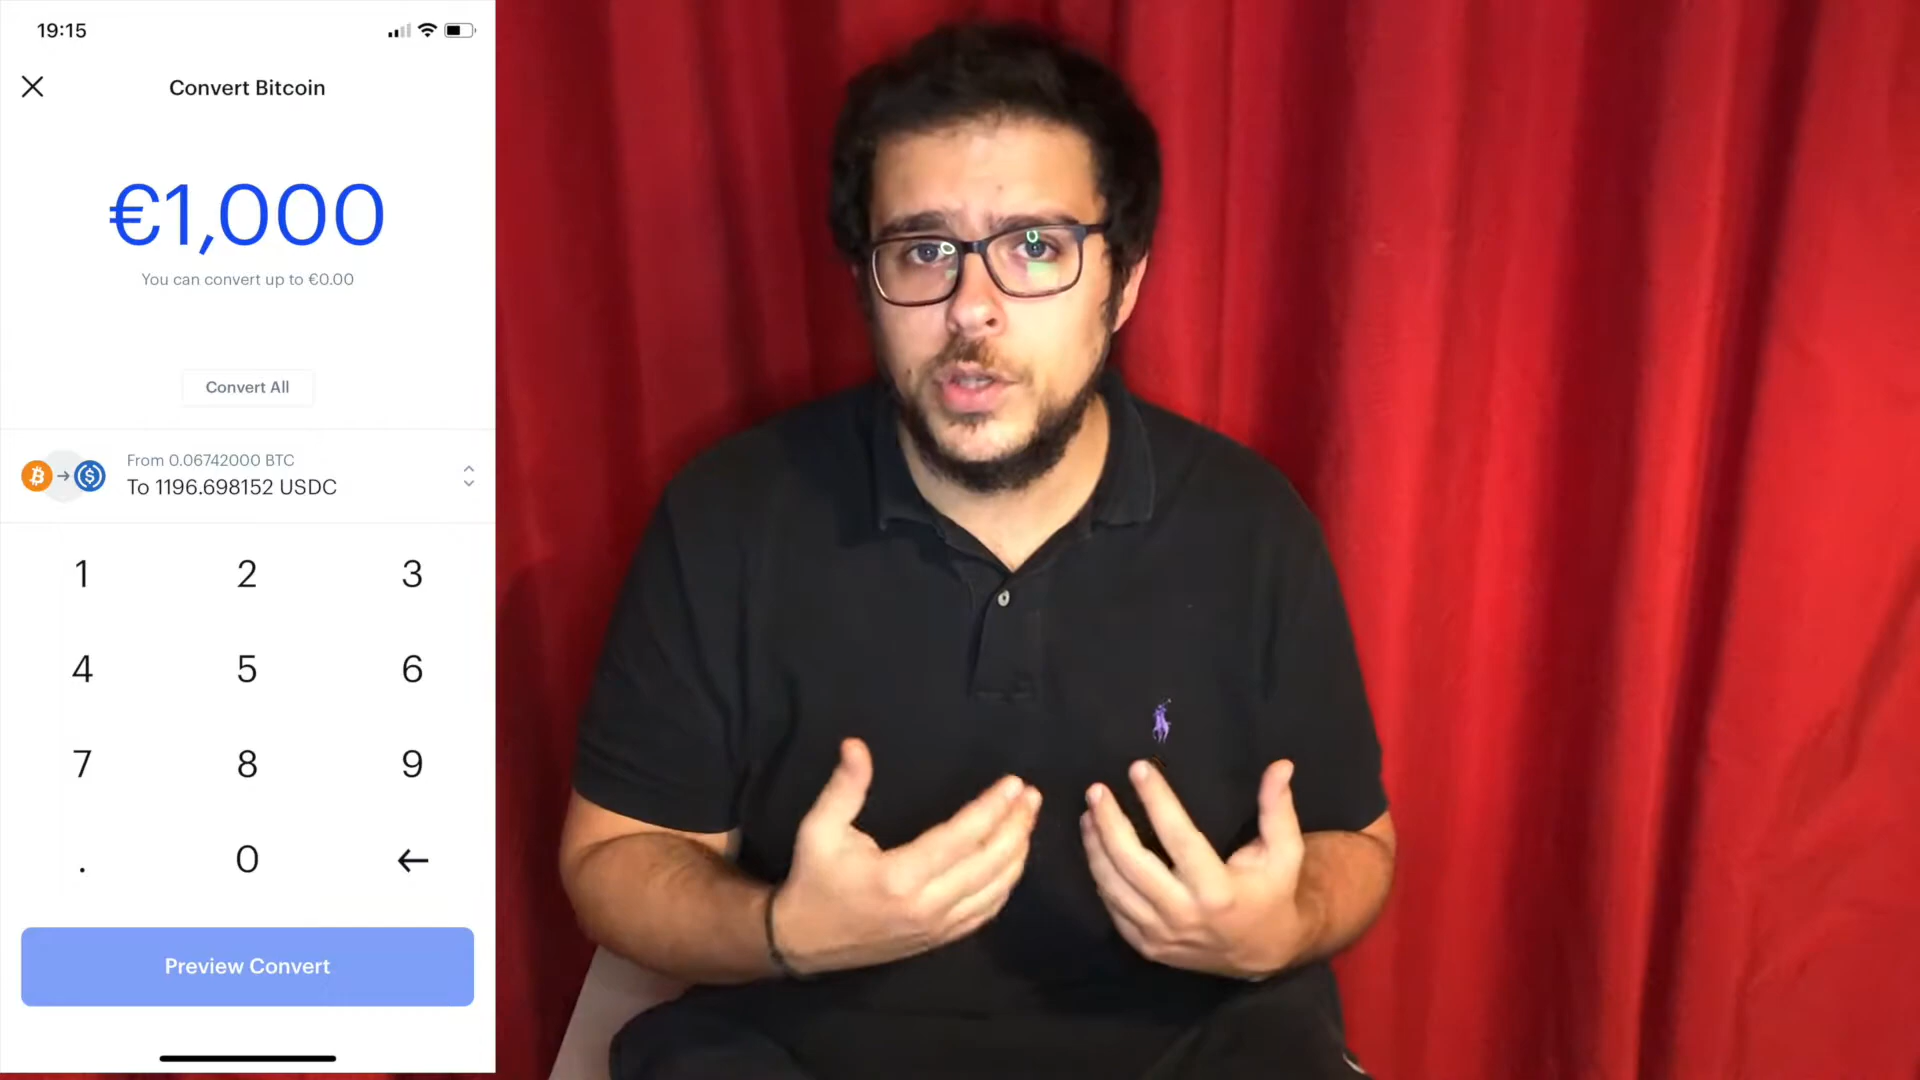 19:15
Convert Bitcoin
€1,000
You can convert up to €0.00
Convert All
From 0.06742000 BTC
To 1196.698152 USDC
1 2 3
4 5 6
7 8 9
. 0 ←
Preview Convert